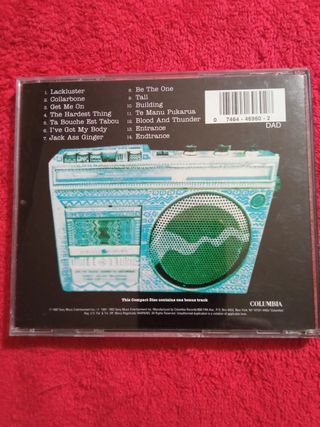 1. Lackluster
2. Collarbone
3. Get Me On
4. The Hardest Thing
5. Ta Bouche Est Tabou
6. I've Got My Body
7. Jack Ass Ginger
8. Be The One
9. Tall
10. Building
11. Te Manu Pukarua
12. Blood And Thunder
13. Entrance
14. Endtrance
0 7464-46960-2
DAD
This Compact Disc contains one bonus track
COLUMBIA